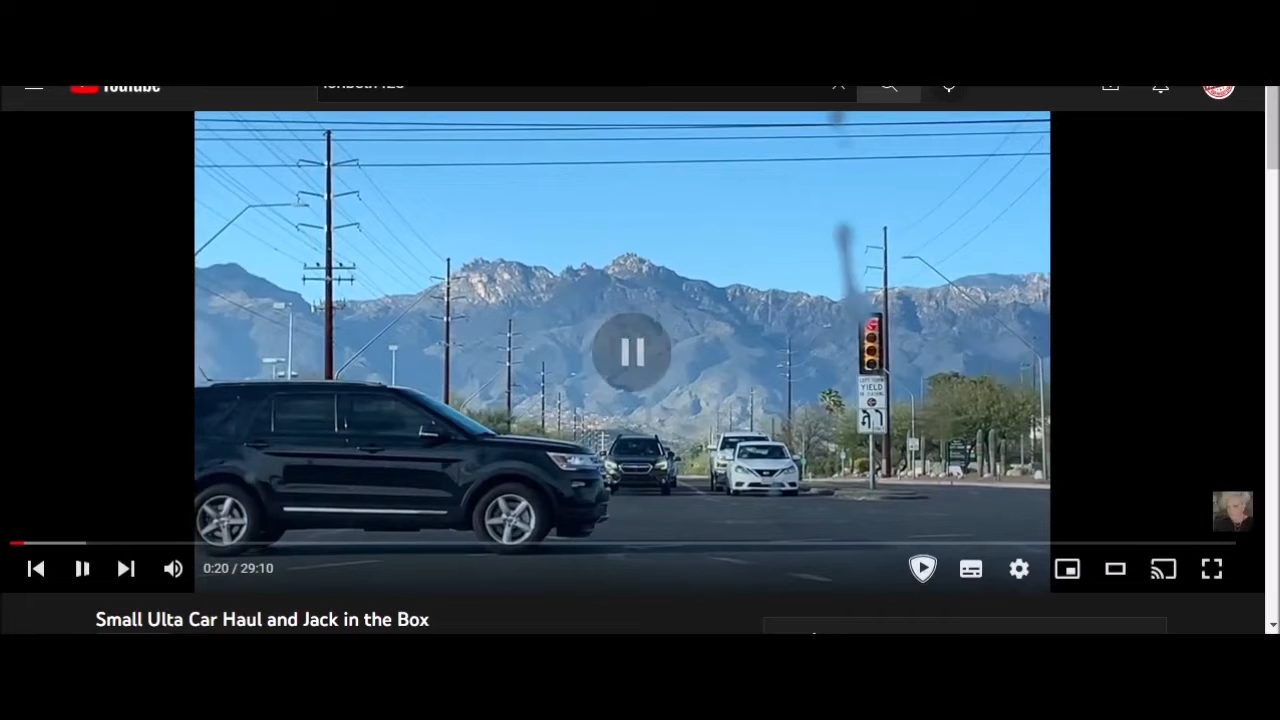 YouTube
LEFT TURN
YIELD
0:20 / 29:10
Small Ulta Car Haul and Jack in the Box